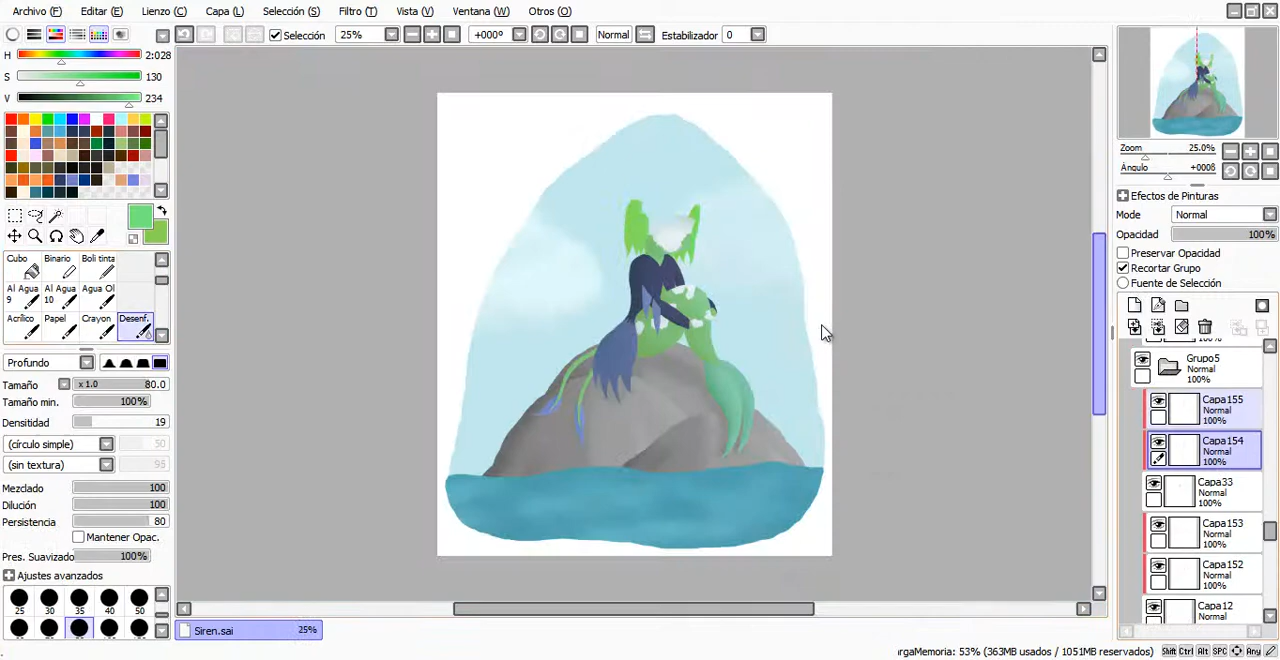 Archivo (F) Editar (E) Lienzo (C) Capa (L) Selección (S) Filtro (T) Vista (V) Ventana (W) Otros (O)
Selección 25% +000° Normal Estabilizador 0
H 2:028
S 130
V 234
Cubo Binario Boli tinta
Al Agua 9 Al Agua 10 Agua Ol
Acrílico Papel Crayon Desenf.
Profundo
Tamaño x 1.0 80.0
Tamaño min. 100%
Densitidad 19
(círculo simple) 50
(sin textura) 95
Mezclado 100
Dilución 100
Persistencia 80
Mantener Opac.
Pres. Suavizado 100%
Ajustes avanzados
25 30 35 40 50
Zoom 25.0%
Ángulo +000ß
Efectos de Pinturas
Mode Normal
Opacidad 100%
Preservar Opacidad
Recortar Grupo
Fuente de Selección
Grupo5
Normal
100%
Capa155
Normal
100%
Capa154
Normal
100%
Capa33
Normal
100%
Capa153
Normal
100%
Capa152
Normal
100%
Capa12
Normal
Siren.sai 25%
argaMemoria: 53% (363MB usados / 1051MB reservados) Shift Ctrl Alt SPC Any